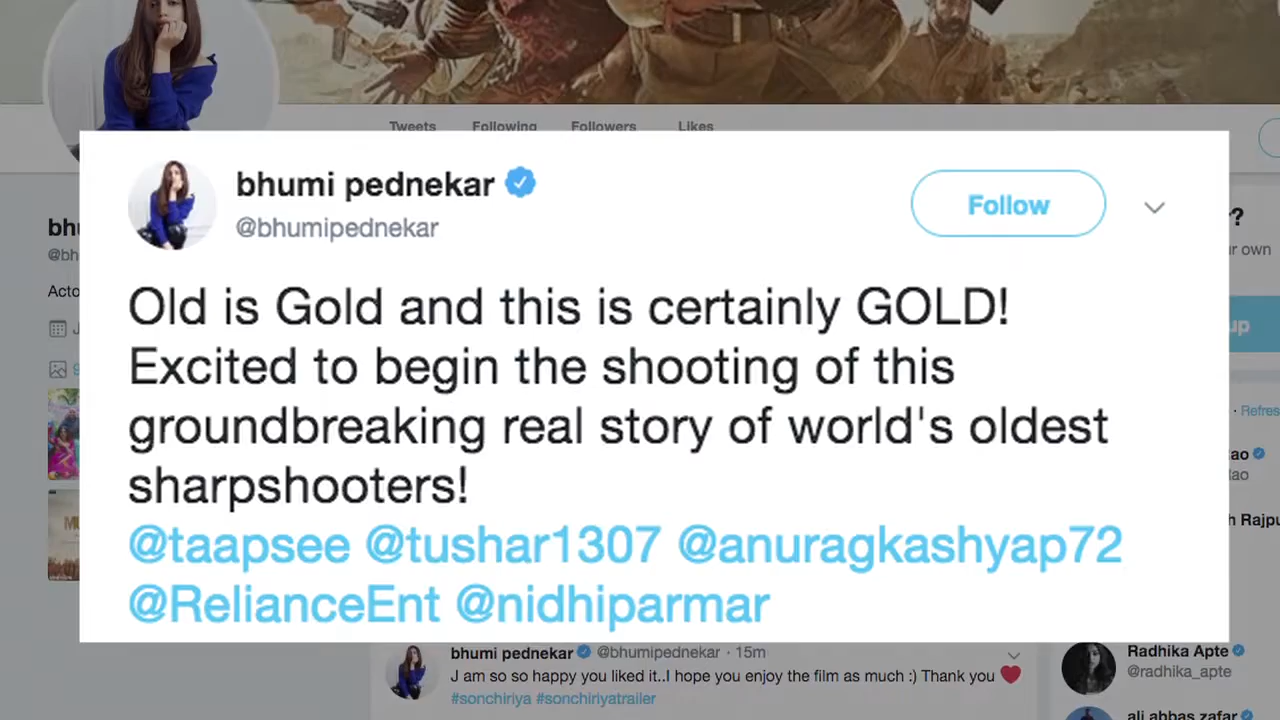 Tweets Following Followers Likes
bhumi pednekar
@bhumipednekar
Follow
Old is Gold and this is certainly GOLD!
Excited to begin the shooting of this
groundbreaking real story of world's oldest
sharpshooters!
@taapsee @tushar1307 @anuragkashyap72
@RelianceEnt @nidhiparmar
bhumi pednekar @bhumipednekar · 15m
J am so so happy you liked it..I hope you enjoy the film as much :) Thank you ❤
#sonchiriya #sonchiriyatrailer
Radhika Apte
@radhika_apte
ali abbas zafar